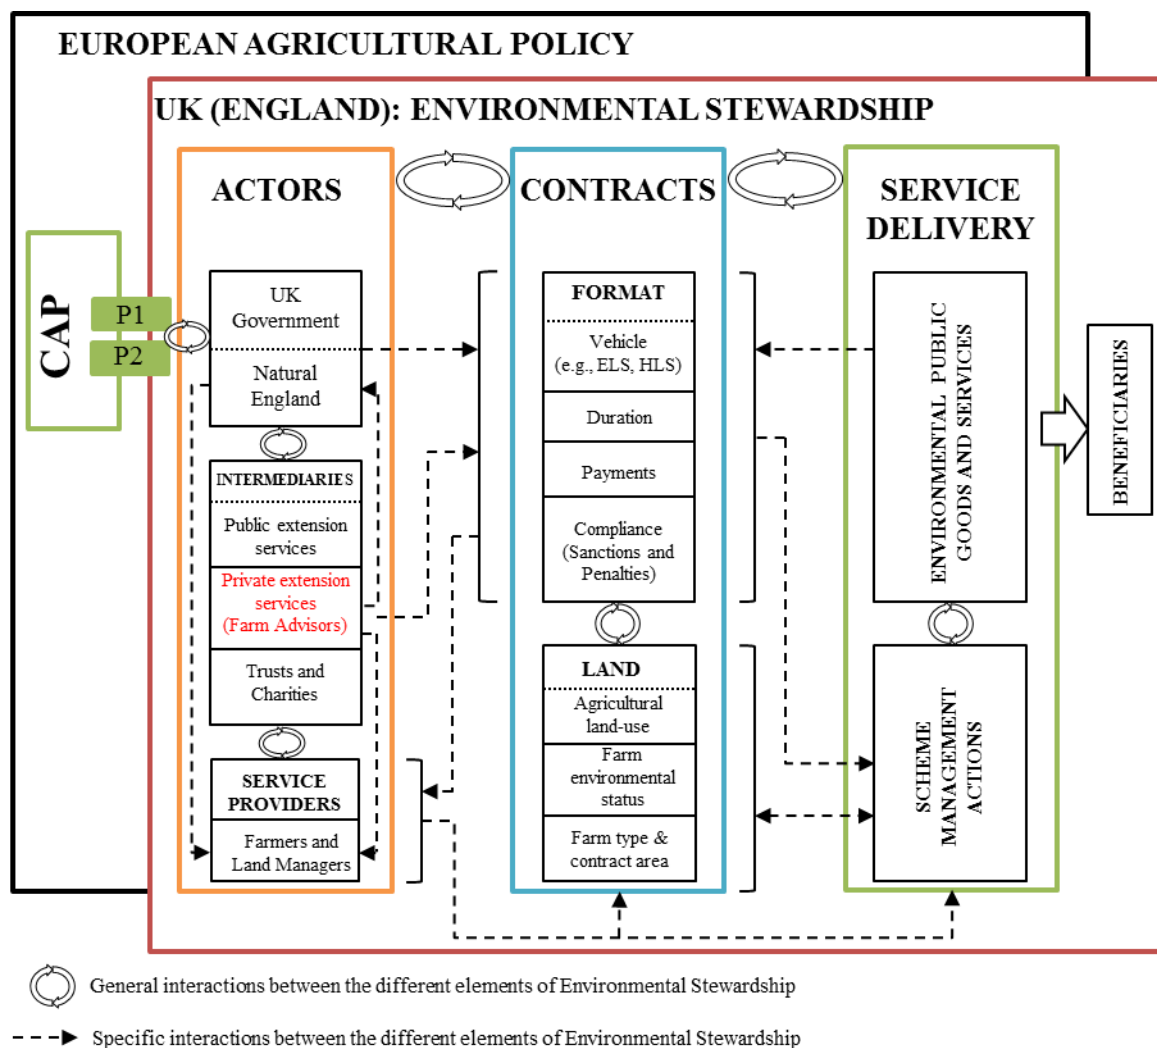 EUROPEAN AGRICULTURAL POLICY
UK (ENGLAND): ENVIRONMENTAL STEWARDSHIP
CAP
P1
P2
ACTORS
UK
Government
Natural
England
INTERMEDIARIES
Public extension
services
Private extension
services
(Farm Advisors)
Trusts and
Charities
SERVICE
PROVIDERS
Farmers and
Land Managers
CONTRACTS
FORMAT
Vehicle
(e.g., ELS, HLS)
Duration
Payments
Compliance
(Sanctions and
Penalties)
LAND
Agricultural
land-use
Farm
environmental
status
Farm type &
contract area
SERVICE
DELIVERY
ENVIRONMENTAL PUBLIC
GOODS AND SERVICES
SCHEME
MANAGEMENT
ACTIONS
BENEFICIARIES
General interactions between the different elements of Environmental Stewardship
Specific interactions between the different elements of Environmental Stewardship